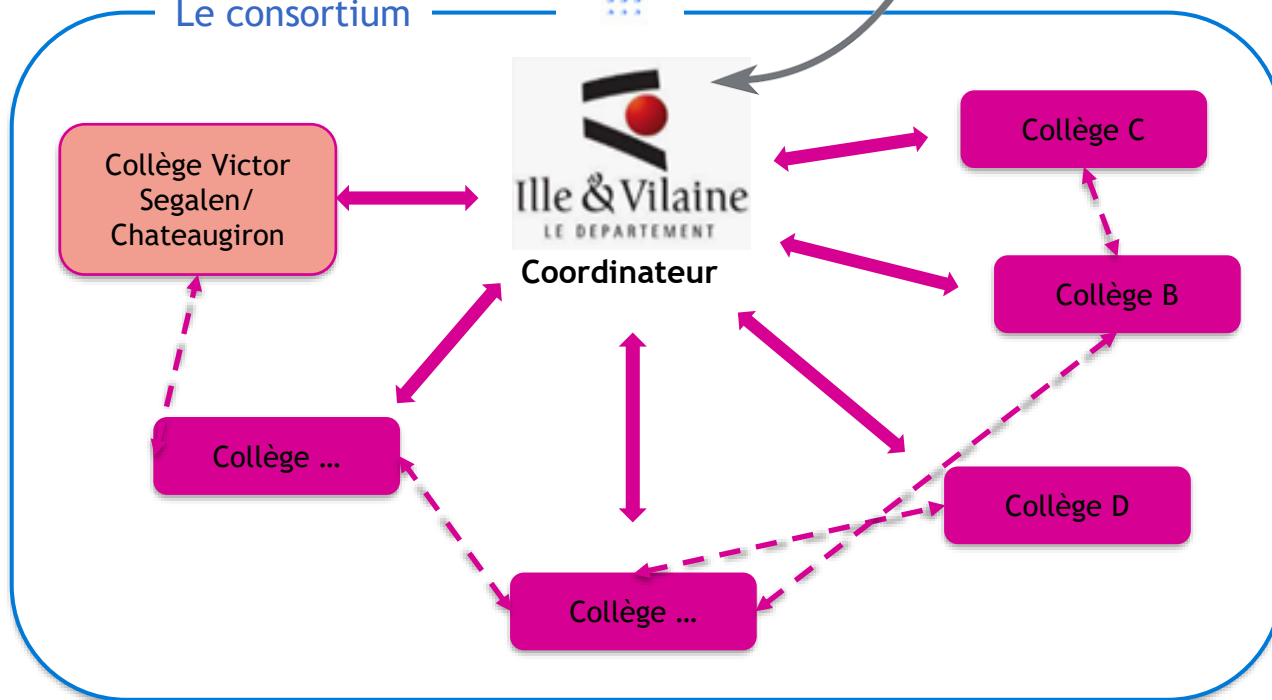 Le consortium
Ille & Vilaine
LE DEPARTEMENT
Coordinateur
Collège Victor
Segalen/
Chateaugiron
Collège C
Collège B
Collège …
Collège D
Collège …